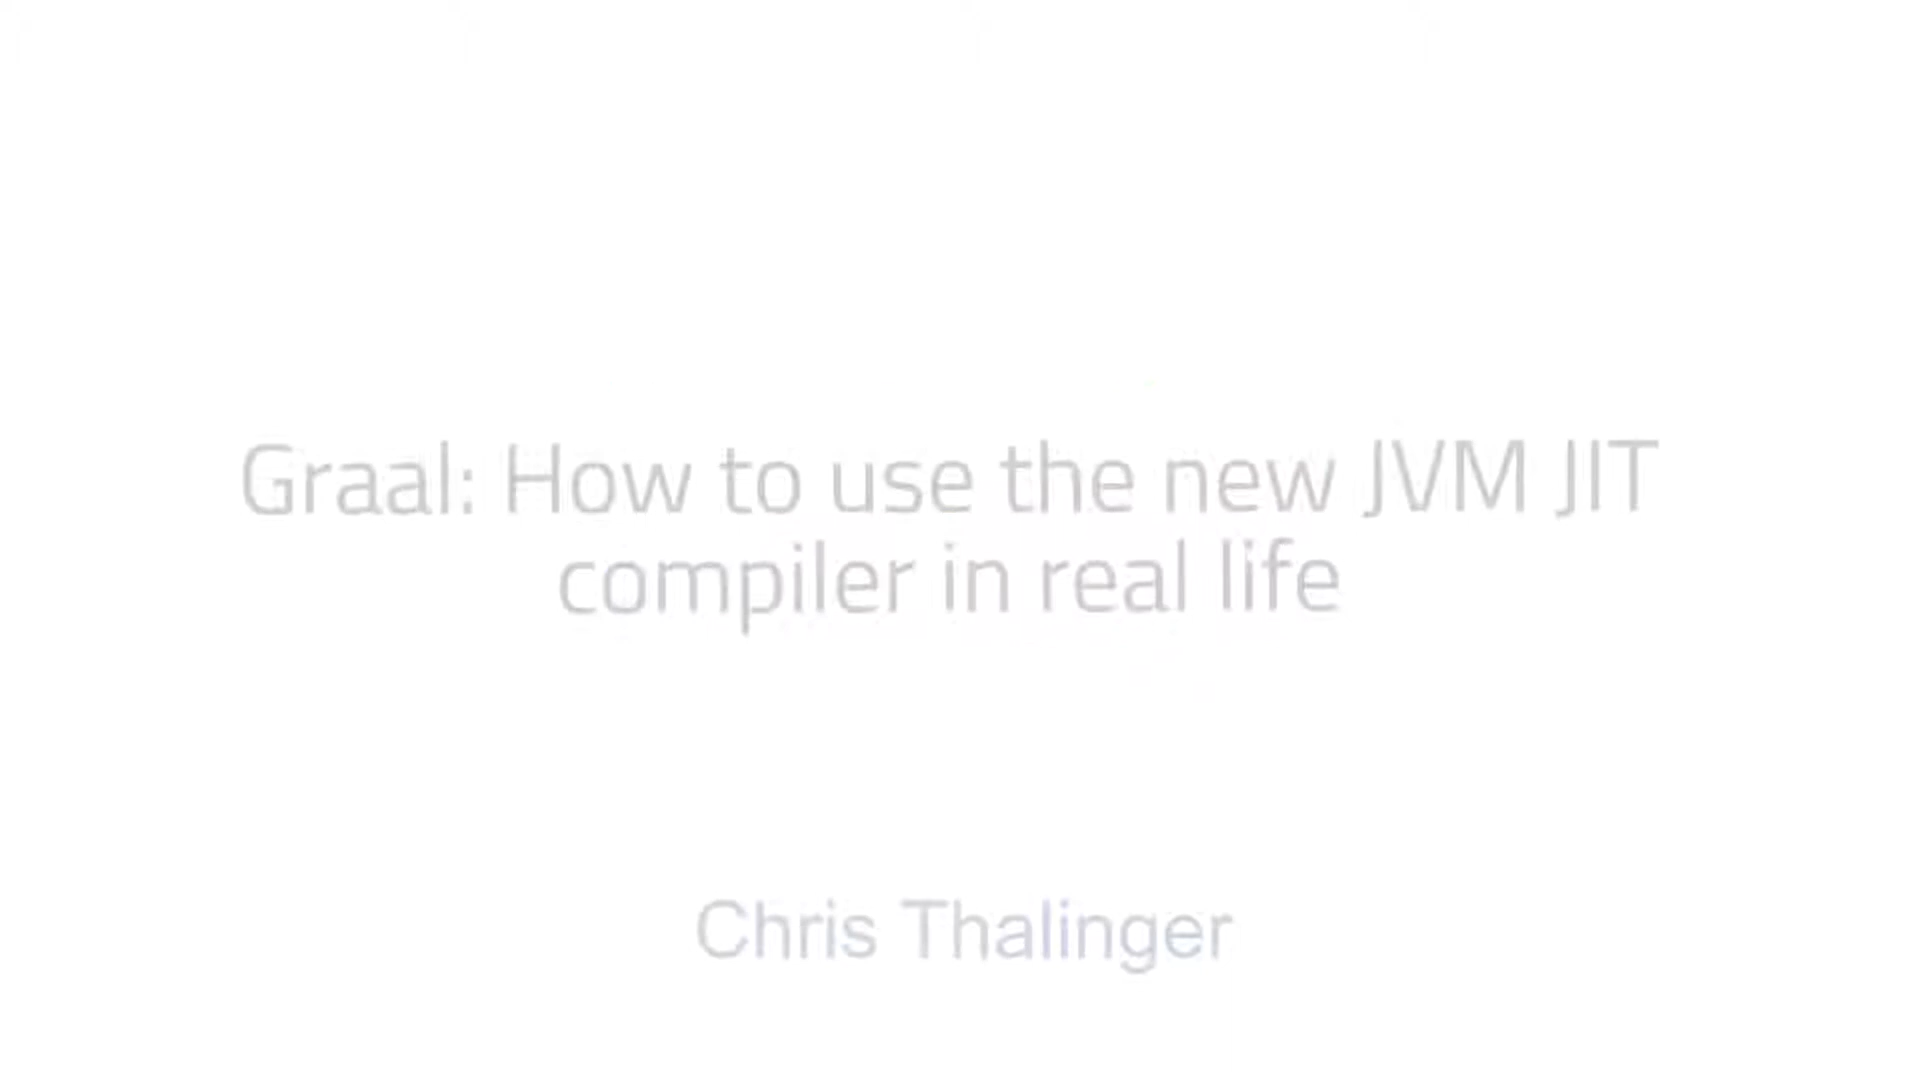 Graal: How to use the new JVM JIT
compiler in real life
Chris Thalinger